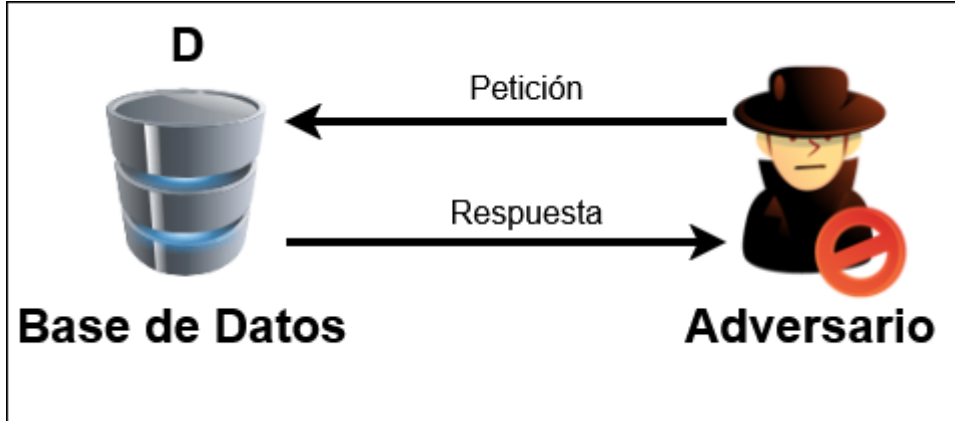 D
Petición
Respuesta
Base de Datos
Adversario